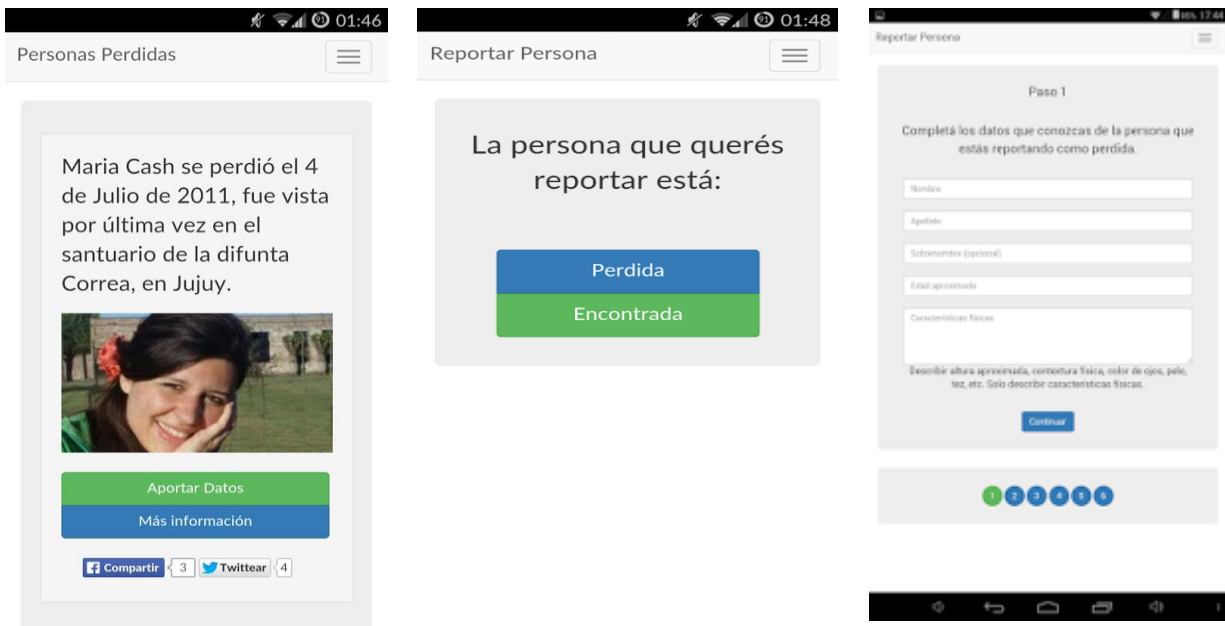 01:46
Personas Perdidas
Maria Cash se perdió el 4
de Julio de 2011, fue vista
por última vez en el
santuario de la difunta
Correa, en Jujuy.
Aportar Datos
Más información
Compartir 3 Twittear 4
01:48
Reportar Persona
La persona que querés
reportar está:
Perdida
Encontrada
17:44
Reportar Persona
Paso 1
Completá los datos que conozcas de la persona que
estás reportando como perdida.
Nombre
Apellido
Sobrenombre (opcional)
Edad aproximada
Características físicas
Describir altura aproximada, contextura física, color de ojos, pelo,
tez, etc. Solo describir características físicas.
Continuar
1 2 3 4 5 6